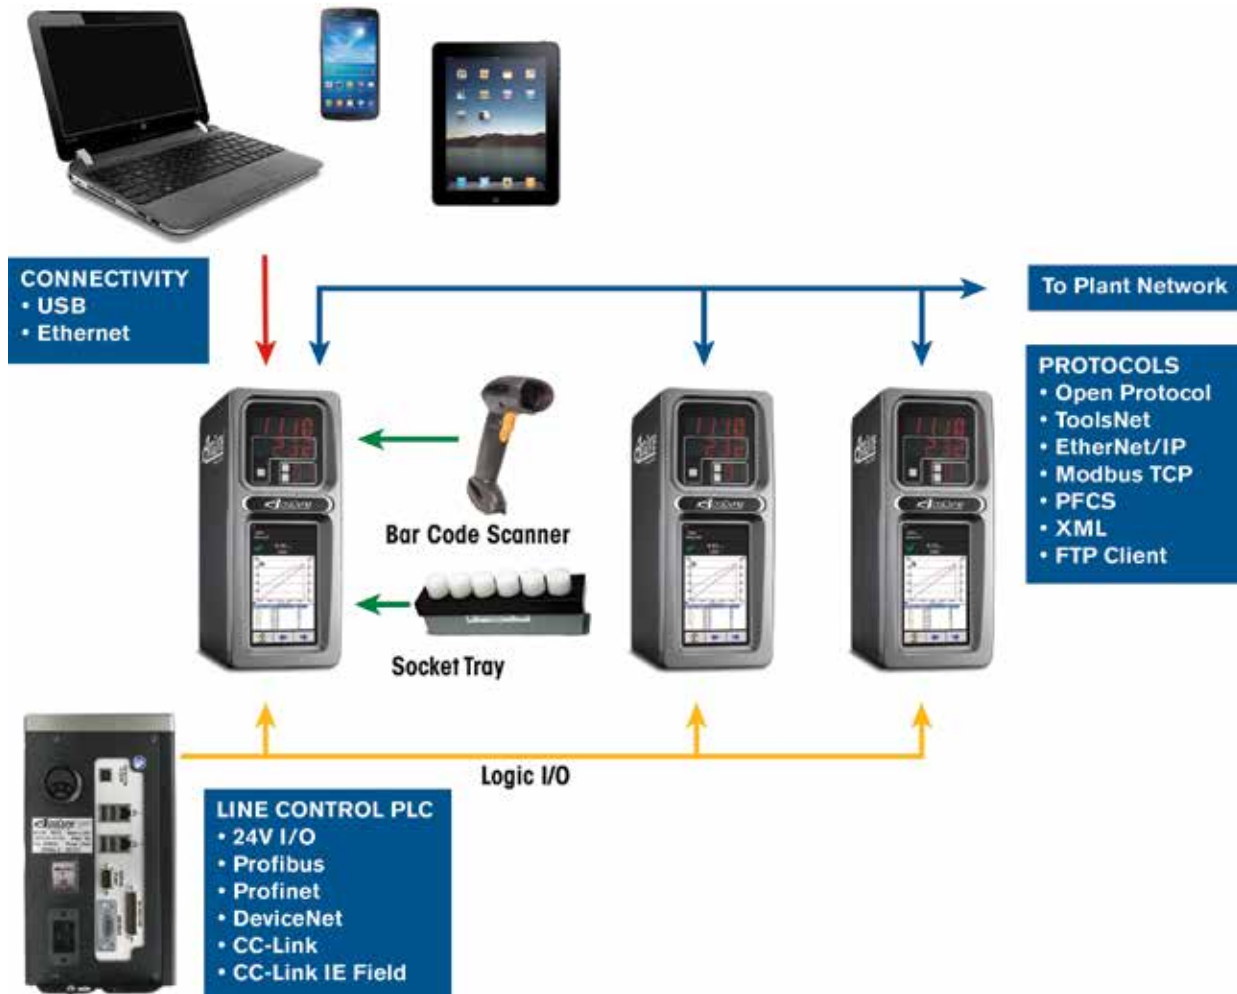 CONNECTIVITY
• USB
• Ethernet
To Plant Network
PROTOCOLS
• Open Protocol
• ToolsNet
• EtherNet/IP
• Modbus TCP
• PFCS
• XML
• FTP Client
Bar Code Scanner
Socket Tray
Logic I/O
LINE CONTROL PLC
• 24V I/O
• Profibus
• Profinet
• DeviceNet
• CC-Link
• CC-Link IE Field